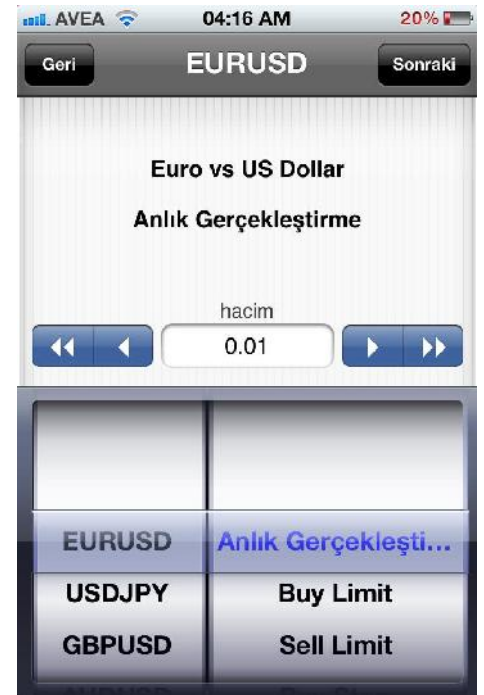 AVEA 04:16 AM 20%
Geri EURUSD Sonraki
Euro vs US Dollar
Anlık Gerçekleştirme
hacim
0.01
EURUSD Anlık Gerçekleşti...
USDJPY Buy Limit
GBPUSD Sell Limit